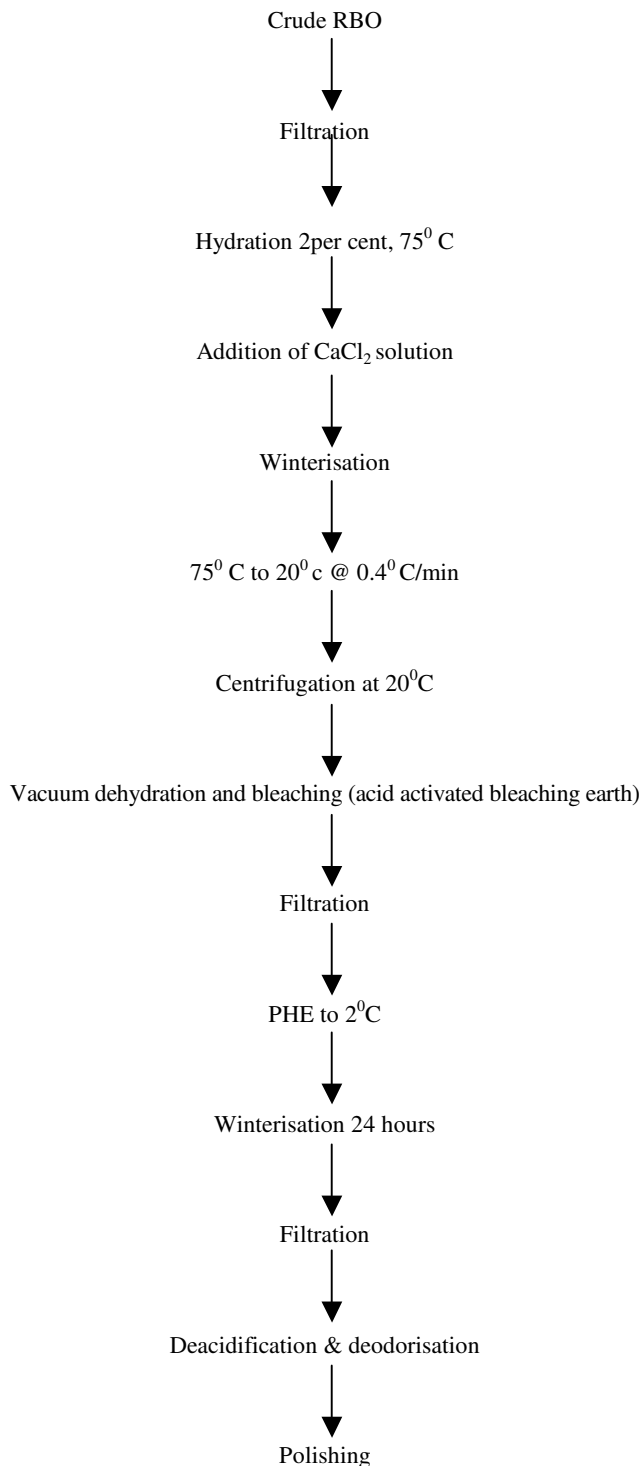 Crude RBO
Filtration
Hydration 2per cent, 75⁰ C
Addition of CaCl₂ solution
Winterisation
75⁰ C to 20⁰ c @ 0.4⁰ C/min
Centrifugation at 20⁰C
Vacuum dehydration and bleaching (acid activated bleaching earth)
Filtration
PHE to 2⁰C
Winterisation 24 hours
Filtration
Deacidification & deodorisation
Polishing